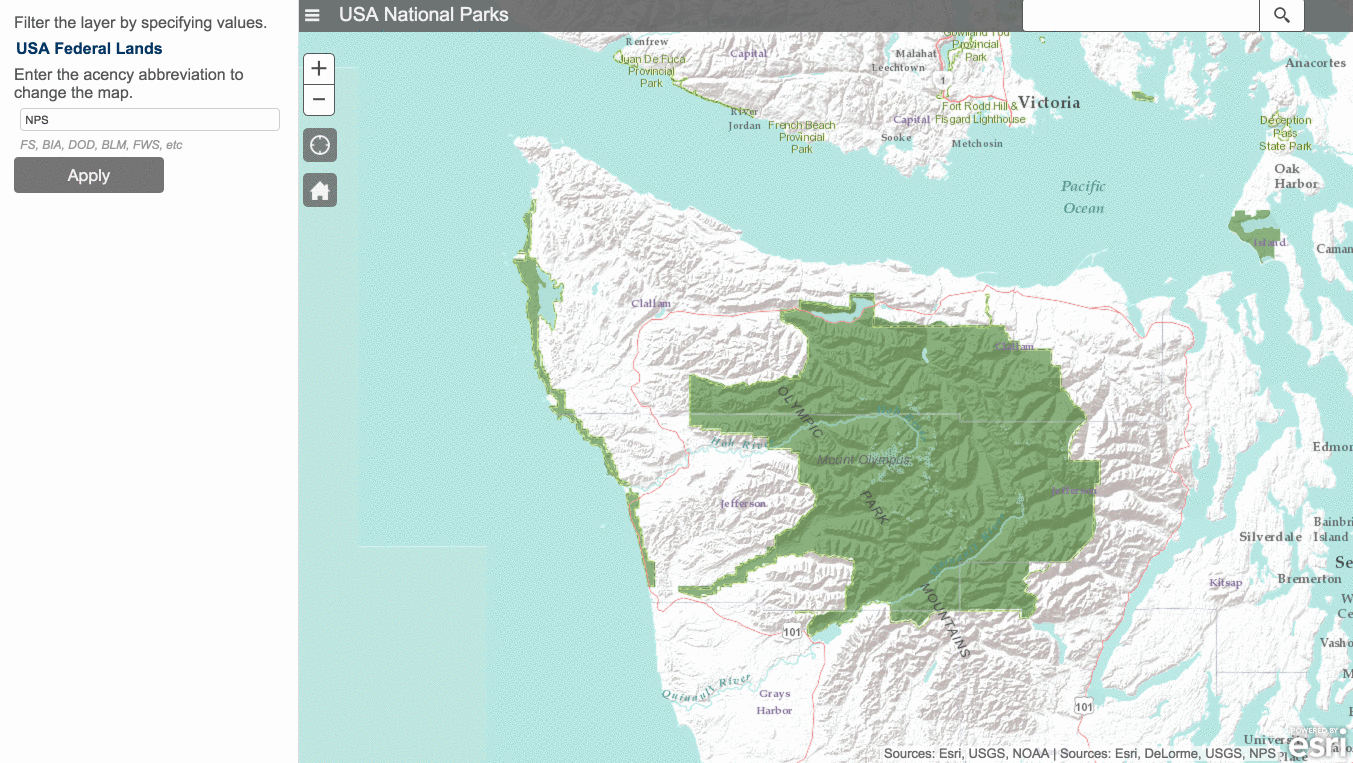 Filter the layer by specifying values.
USA Federal Lands
Enter the acency abbreviation to
change the map.
NPS
FS, BIA, DOD, BLM, FWS, etc
Apply
USA National Parks
+
−
Renfrew
Juan De Fuca
Provincial
Park
Capital
Malahat
Leechtown
Gowlland Tod
Provincial
Park
1
Anacortes
River
Jordan
French Beach
Provincial
Park
Capital
Sooke
Fort Rodd Hill &
Fisgard Lighthouse
Victoria
Metchosin
Deception
Pass
State Park
Oak
Harbor
Pacific
Ocean
Island
Caman
Clallam
Clallam
OLYMPIC
Hoh River
Mount Olympus
PARK
Jefferson
Jefferson
Edmon
Bainbri
Island
Silverdale
Se
Bremerton
Kitsap
MOUNTAINS
101
Quinault River
Grays
Harbor
101
Vasho
Univers
Place
Sources: Esri, USGS, NOAA | Sources: Esri, DeLorme, USGS, NPS
POWERED BY
esri